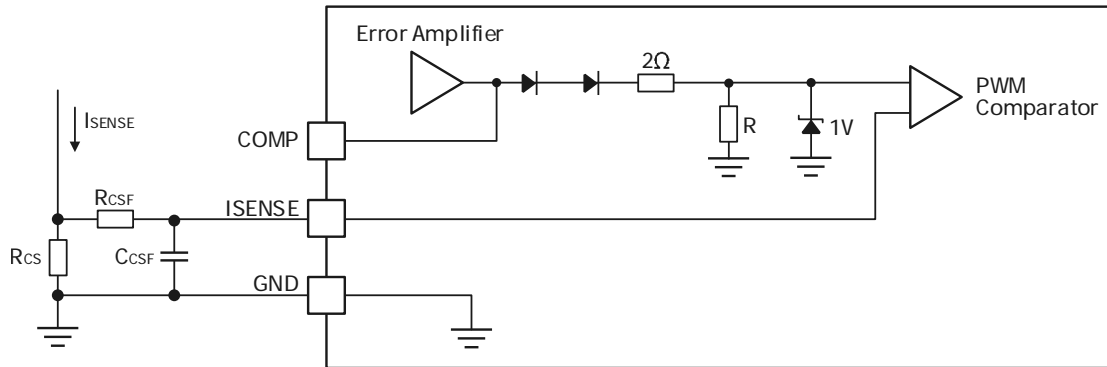 Error Amplifier
2Ω
PWM
Comparator
ISENSE
COMP
R
1V
RCSF
ISENSE
RCS
CCSF
GND